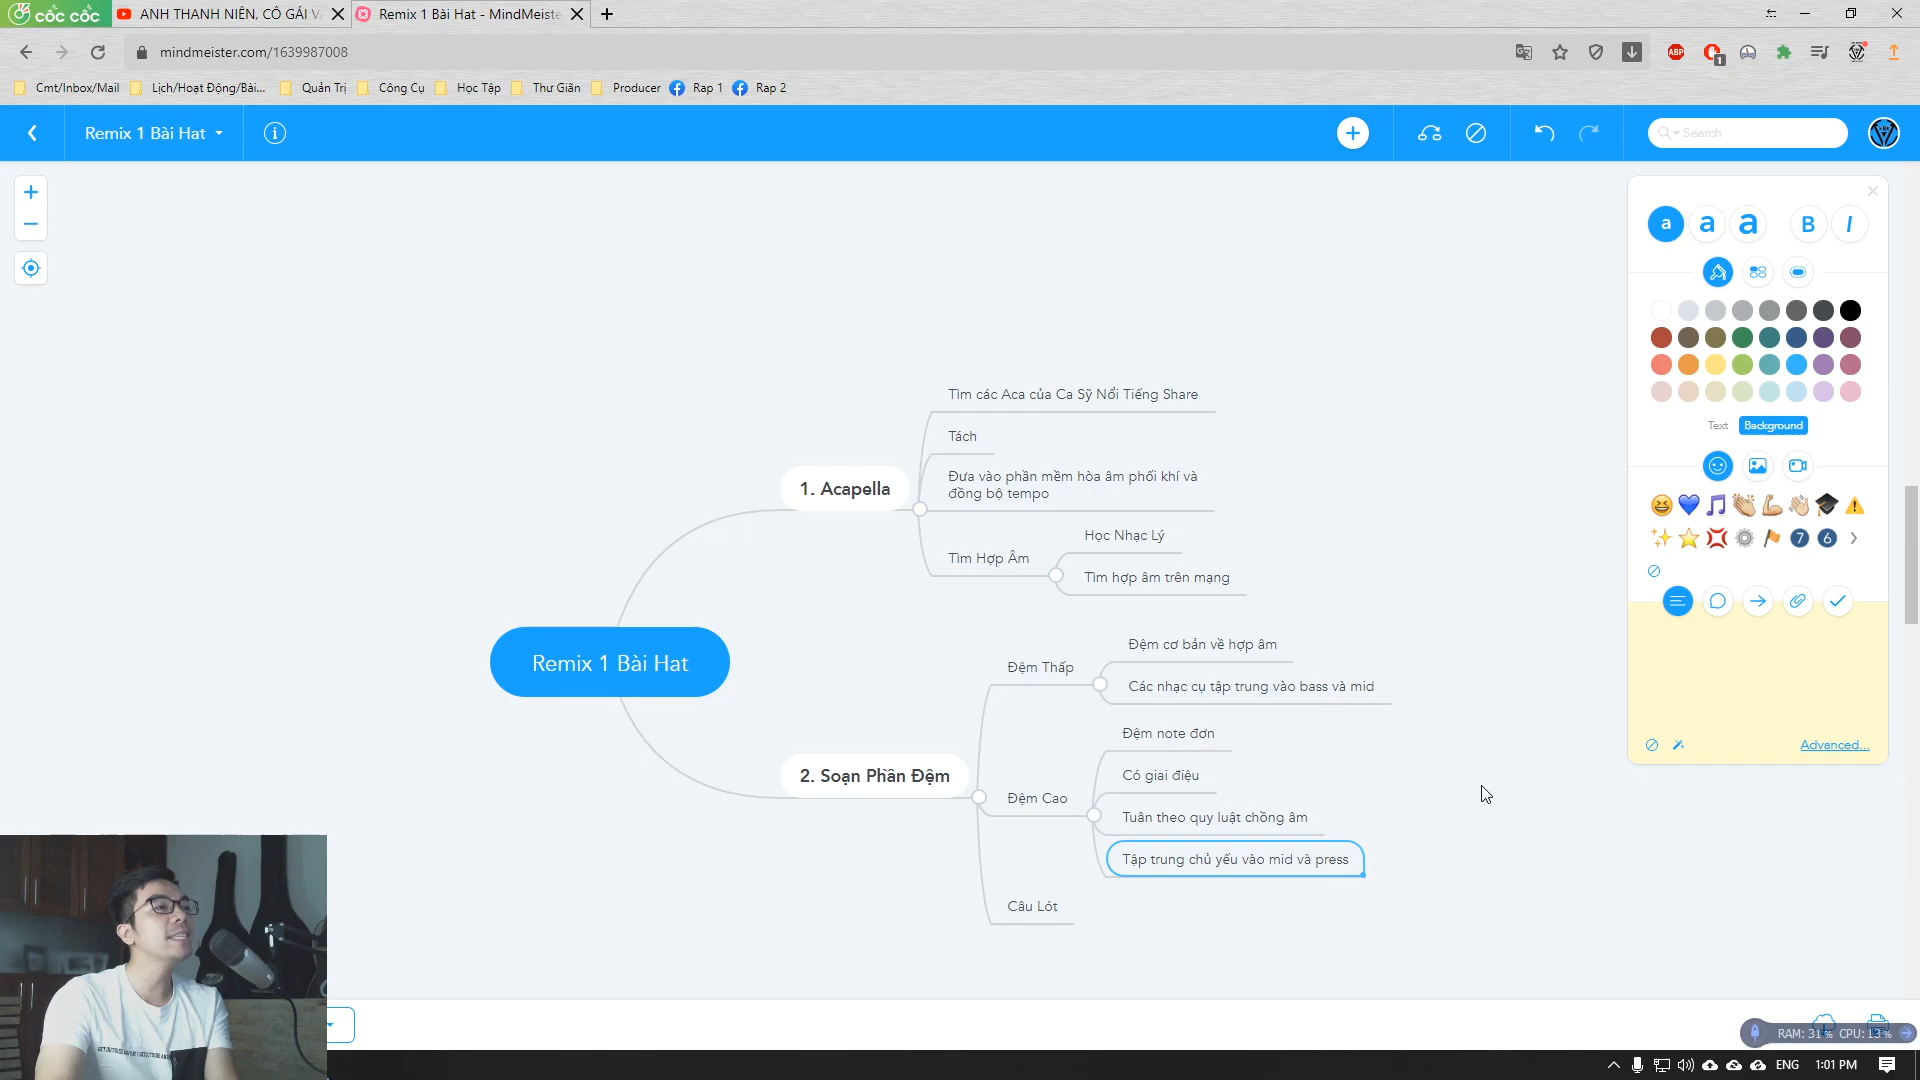 cốc cốc
ANH THANH NIÊN, CÔ GÁI V
Remix 1 Bài Hat - MindMeiste
mindmeister.com/1639987008
ABP
1
Cmt/Inbox/Mail
Lịch/Hoạt Động/Bài...
Quản Trị
Công Cụ
Học Tập
Thư Giãn
Producer
Rap 1
Rap 2
Remix 1 Bài Hat
Search
a a a B I
Tìm các Aca của Ca Sỹ Nổi Tiếng Share
Tách
Đưa vào phần mềm hòa âm phối khí và
đồng bộ tempo
1. Acapella
Học Nhạc Lý
Tìm Hợp Âm
Tìm hợp âm trên mạng
Remix 1 Bài Hat
Đệm cơ bản về hợp âm
Đệm Thấp
Các nhạc cụ tập trung vào bass và mid
Đệm note đơn
Có giai điệu
2. Soạn Phần Đệm
Đệm Cao
Tuân theo quy luật chồng âm
Tập trung chủ yếu vào mid và press
Câu Lót
Text
Background
7 6
Advanced...
RAM: 31% CPU: 13%
ENG
1:01 PM